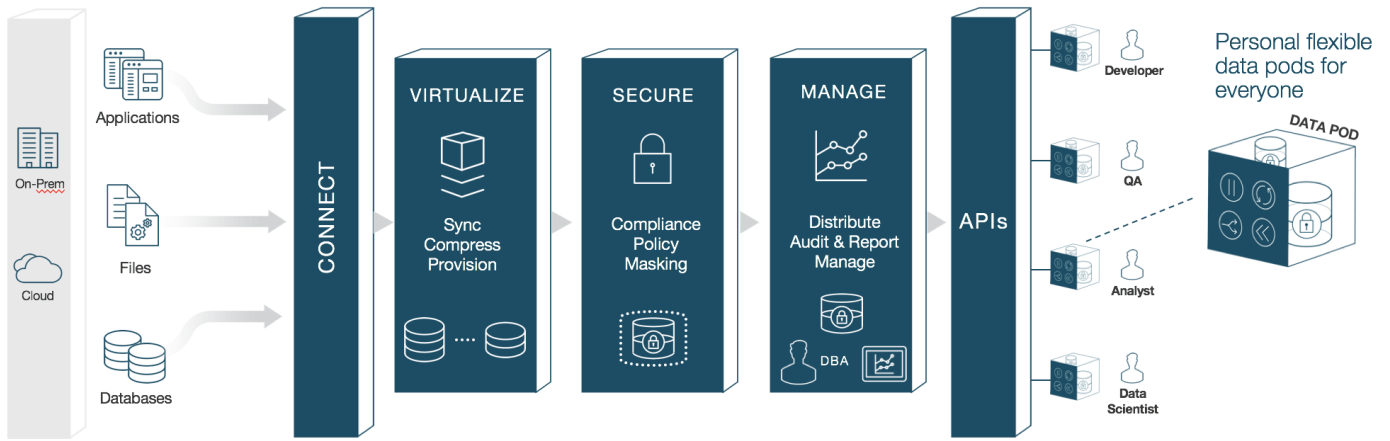 On-Prem
Cloud
Applications
Files
Databases
CONNECT
VIRTUALIZE
Sync
Compress
Provision
SECURE
Compliance
Policy
Masking
MANAGE
Distribute
Audit & Report
Manage
DBA
APIs
Developer
QA
Analyst
Data
Scientist
Personal flexible
data pods for
everyone
DATA POD